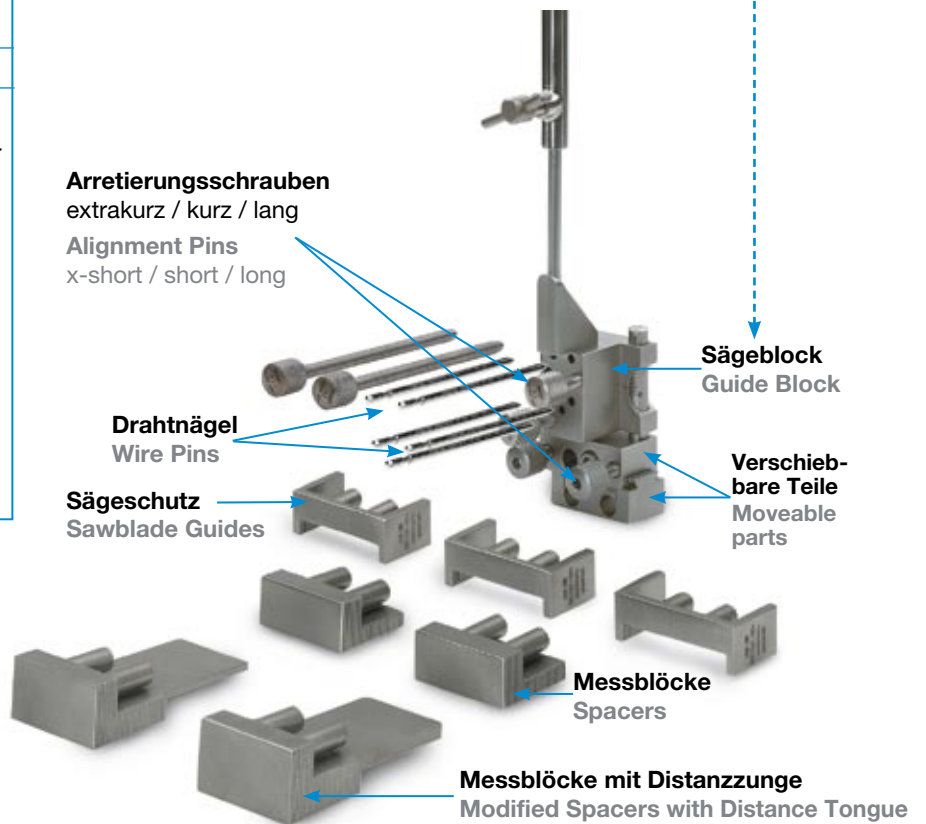 Arretierungsschrauben
extrakurz / kurz / lang
Alignment Pins
x-short / short / long
Sägeblock
Guide Block
Drahtnägel
Wire Pins
Verschieb-
bare Teile
Moveable
parts
Sägeschutz
Sawblade Guides
Messblöcke
Spacers
Messblöcke mit Distanzzunge
Modified Spacers with Distance Tongue